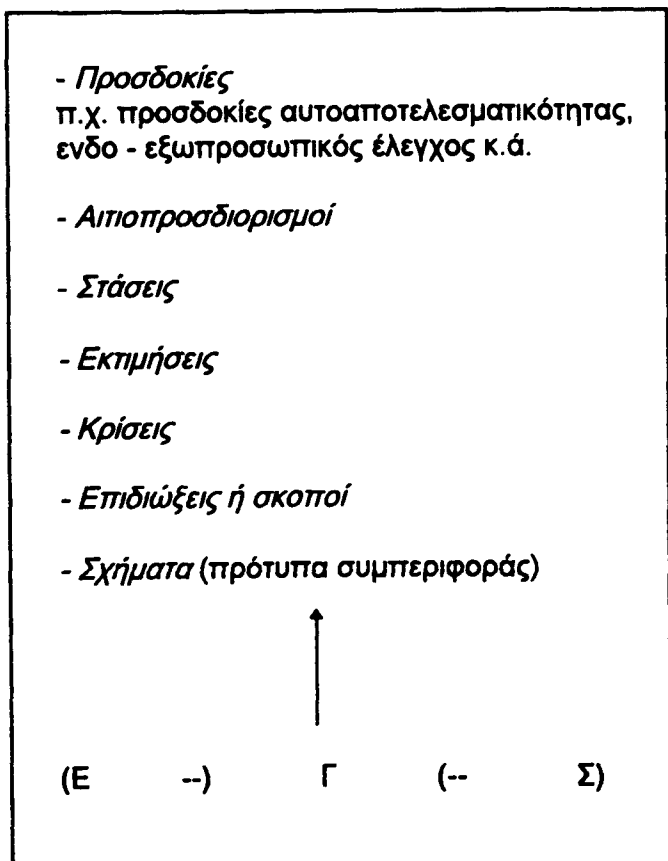 - Προσδοκίες
π.χ. προσδοκίες αυτοαποτελεσματικότητας,
ενδο - εξωπροσωπικός έλεγχος κ.ά.
- Αιτιοπροσδιορισμοί
- Στάσεις
- Εκτιμήσεις
- Κρίσεις
- Επιδιώξεις ή σκοποί
- Σχήματα (πρότυπα συμπεριφοράς)
(Ε --) Γ (-- Σ)